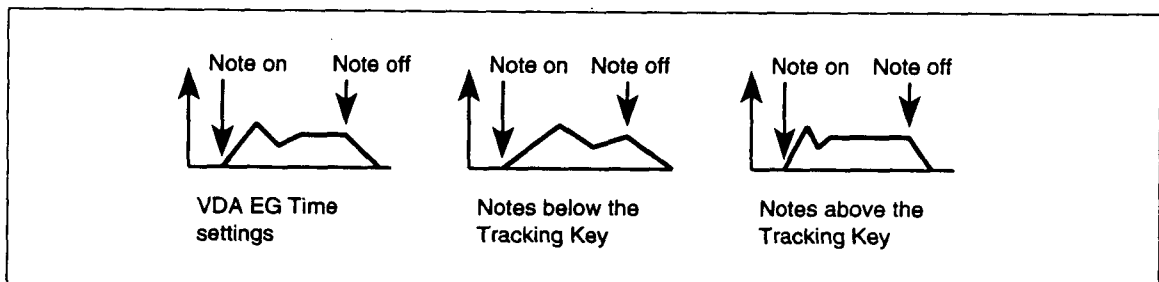 Note on Note off
VDA EG Time
settings
Note on Note off
Notes below the
Tracking Key
Note on Note off
Notes above the
Tracking Key